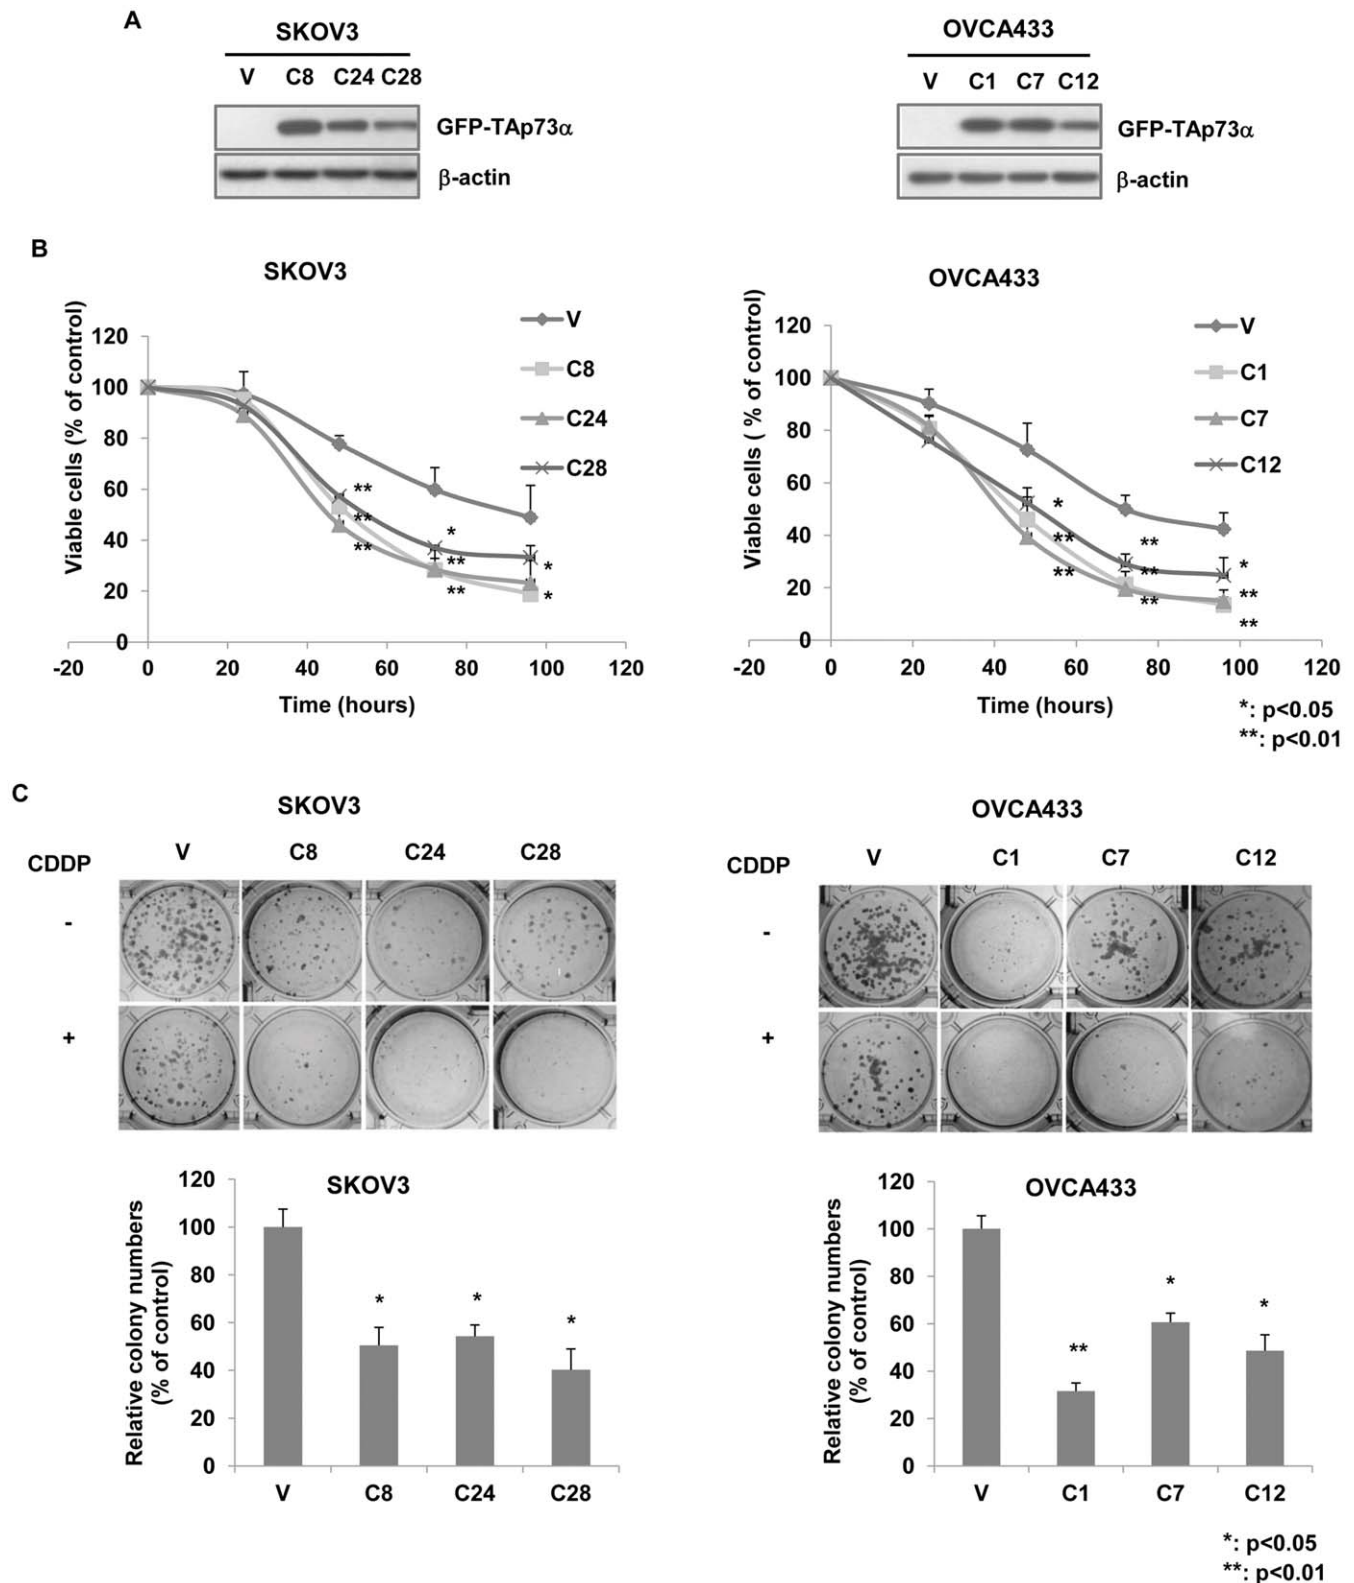 A
SKOV3
V C8 C24 C28
GFP-TAp73α
β-actin
OVCA433
V C1 C7 C12
GFP-TAp73α
β-actin
B
SKOV3
Viable cells (% of control)
120
100
80
60
40
20
0
-20 0 20 40 60 80 100 120
Time (hours)
V
C8
C24
C28
**
**
**
*
**
**
*
*
OVCA433
Viable cells ( % of control)
120
100
80
60
40
20
0
-20 0 20 40 60 80 100 120
Time (hours)
V
C1
C7
C12
*
**
**
**
**
**
*
**
**
*: p<0.05
**: p<0.01
C
SKOV3
CDDP V C8 C24 C28
-
+
OVCA433
CDDP V C1 C7 C12
-
+
SKOV3
Relative colony numbers
(% of control)
120
100
80
60
40
20
0
* * *
V C8 C24 C28
OVCA433
Relative colony numbers
(% of control)
120
100
80
60
40
20
0
** * *
V C1 C7 C12
*: p<0.05
**: p<0.01